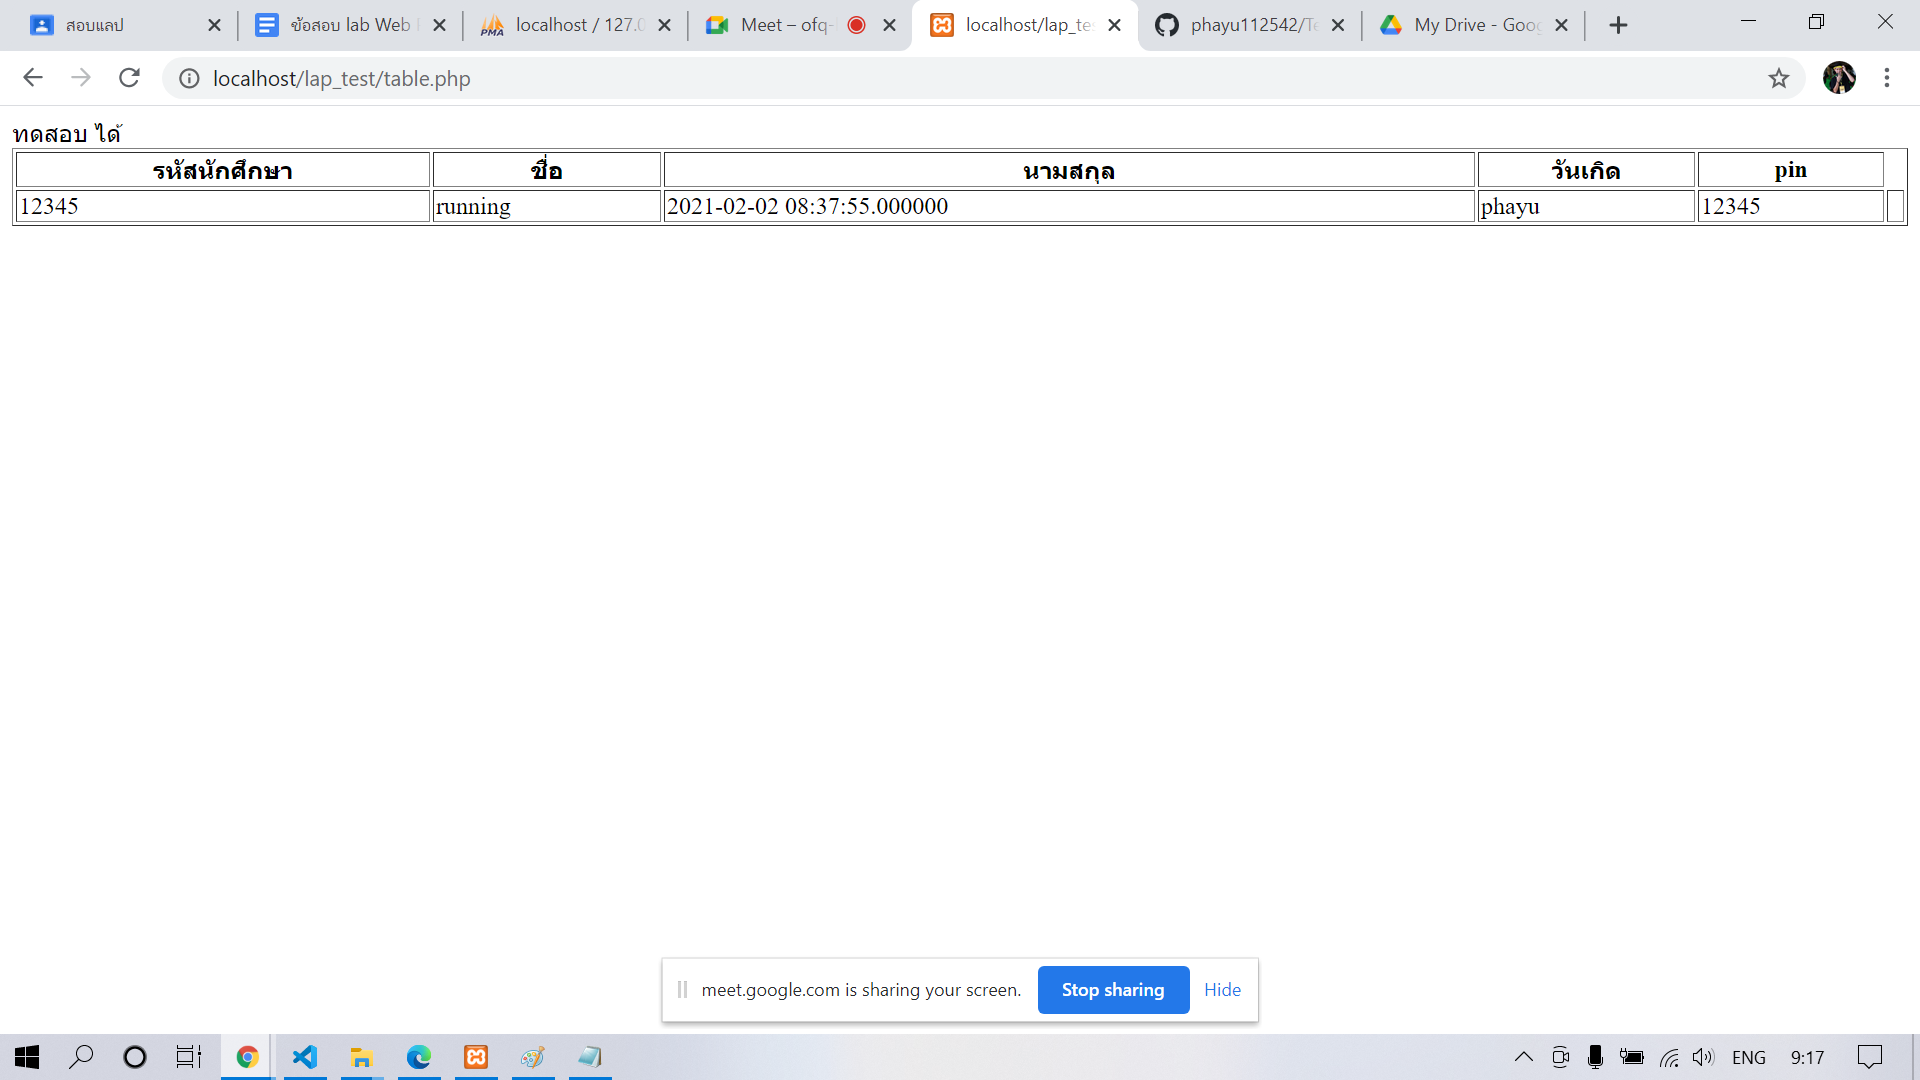 สอบแลป
ข้อสอบ lab Web
localhost / 127.0
Meet – ofq-
localhost/lap_tes
phayu112542/Te
My Drive - Goog
localhost/lap_test/table.php
ทดสอบ ได้
รหัสนักศึกษา ชื่อ นามสกุล วันเกิด pin
12345 running 2021-02-02 08:37:55.000000 phayu 12345
meet.google.com is sharing your screen. Stop sharing Hide
ENG 9:17